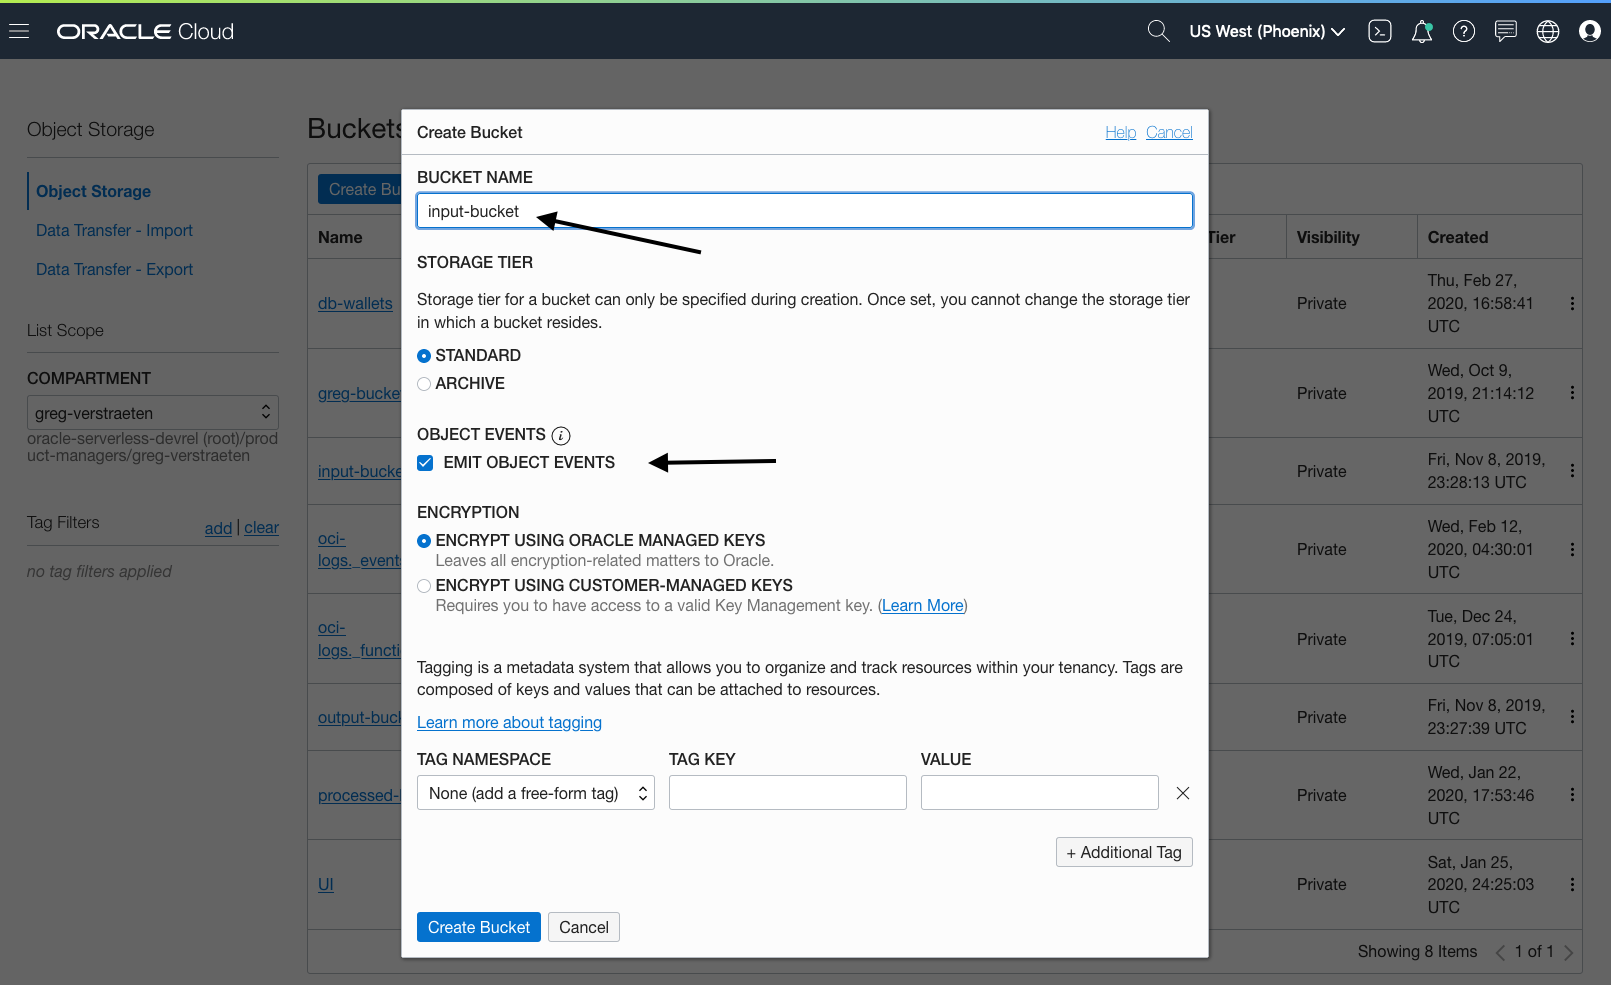 ORACLE Cloud
US West (Phoenix)
Object Storage
Object Storage
Data Transfer - Import
Data Transfer - Export
List Scope
COMPARTMENT
greg-verstraeten
oracle-serverless-devrel (root)/prod
uct-managers/greg-verstraeten
Tag Filters
add | clear
no tag filters applied
Buckets
Create Bu
Name
Tier
Visibility
Created
db-wallets
Private
Thu, Feb 27,
2020, 16:58:41
UTC
greg-bucke
Private
Wed, Oct 9,
2019, 21:14:12
UTC
input-bucke
Private
Fri, Nov 8, 2019,
23:28:13 UTC
oci-
logs._event
Private
Wed, Feb 12,
2020, 04:30:01
UTC
oci-
logs._functi
Private
Tue, Dec 24,
2019, 07:05:01
UTC
output-buck
Private
Fri, Nov 8, 2019,
23:27:39 UTC
processed-
Private
Wed, Jan 22,
2020, 17:53:46
UTC
UI
Private
Sat, Jan 25,
2020, 24:25:03
UTC
Showing 8 Items
1 of 1
Create Bucket
Help Cancel
BUCKET NAME
input-bucket
STORAGE TIER
Storage tier for a bucket can only be specified during creation. Once set, you cannot change the storage tier
in which a bucket resides.
STANDARD
ARCHIVE
OBJECT EVENTS i
EMIT OBJECT EVENTS
ENCRYPTION
ENCRYPT USING ORACLE MANAGED KEYS
Leaves all encryption-related matters to Oracle.
ENCRYPT USING CUSTOMER-MANAGED KEYS
Requires you to have access to a valid Key Management key. (Learn More)
Tagging is a metadata system that allows you to organize and track resources within your tenancy. Tags are
composed of keys and values that can be attached to resources.
Learn more about tagging
TAG NAMESPACE
TAG KEY
VALUE
None (add a free-form tag)
+ Additional Tag
Create Bucket
Cancel